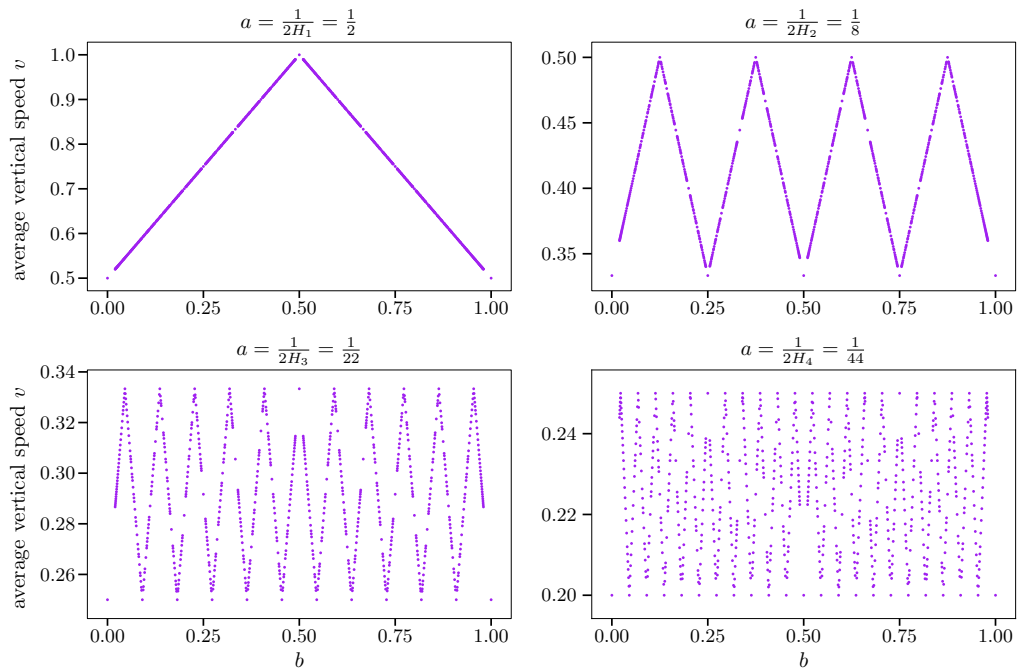 a = 1/(2H₁) = 1/2
a = 1/(2H₂) = 1/8
average vertical speed v
1.0
0.9
0.8
0.7
0.6
0.5
0.00 0.25 0.50 0.75 1.00
0.50
0.45
0.40
0.35
0.00 0.25 0.50 0.75 1.00
a = 1/(2H₃) = 1/22
a = 1/(2H₄) = 1/44
average vertical speed v
0.34
0.32
0.30
0.28
0.26
0.00 0.25 0.50 0.75 1.00
b
0.24
0.22
0.20
0.00 0.25 0.50 0.75 1.00
b